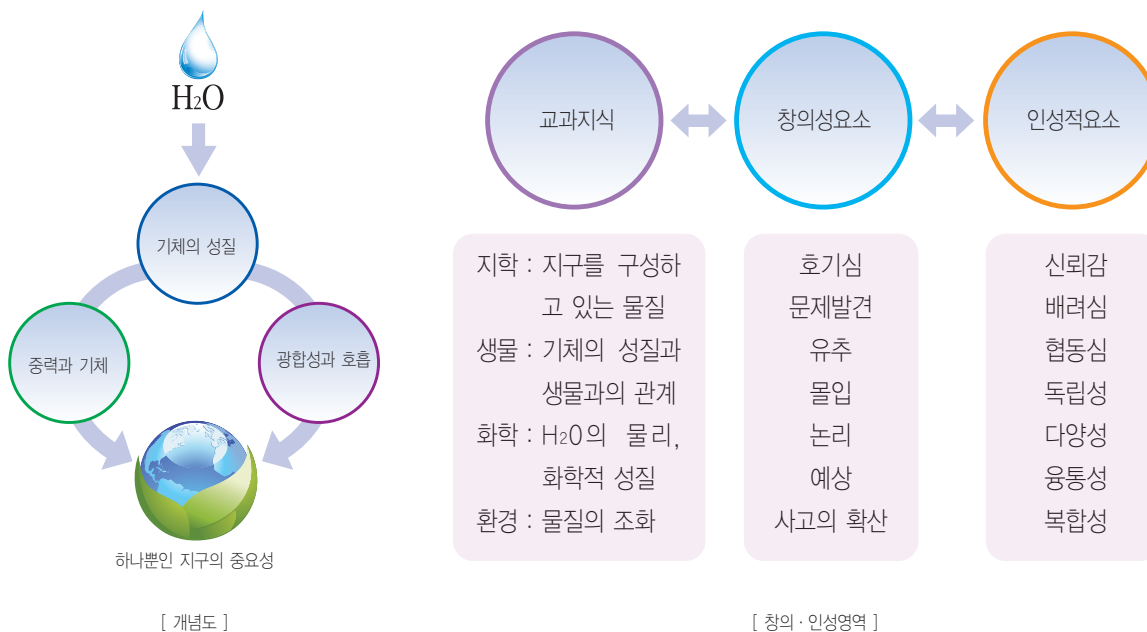 H₂O
기체의 성질
중력과 기체
광합성과 호흡
하나뿐인 지구의 중요성
[ 개념도 ]
교과지식
창의성요소
인성적요소
지학 : 지구를 구성하
고 있는 물질
생물 : 기체의 성질과
생물과의 관계
화학 : H₂O의 물리,
화학적 성질
환경 : 물질의 조화
호기심
문제발견
유추
몰입
논리
예상
사고의 확산
신뢰감
배려심
협동심
독립성
다양성
융통성
복합성
[ 창의 · 인성영역 ]